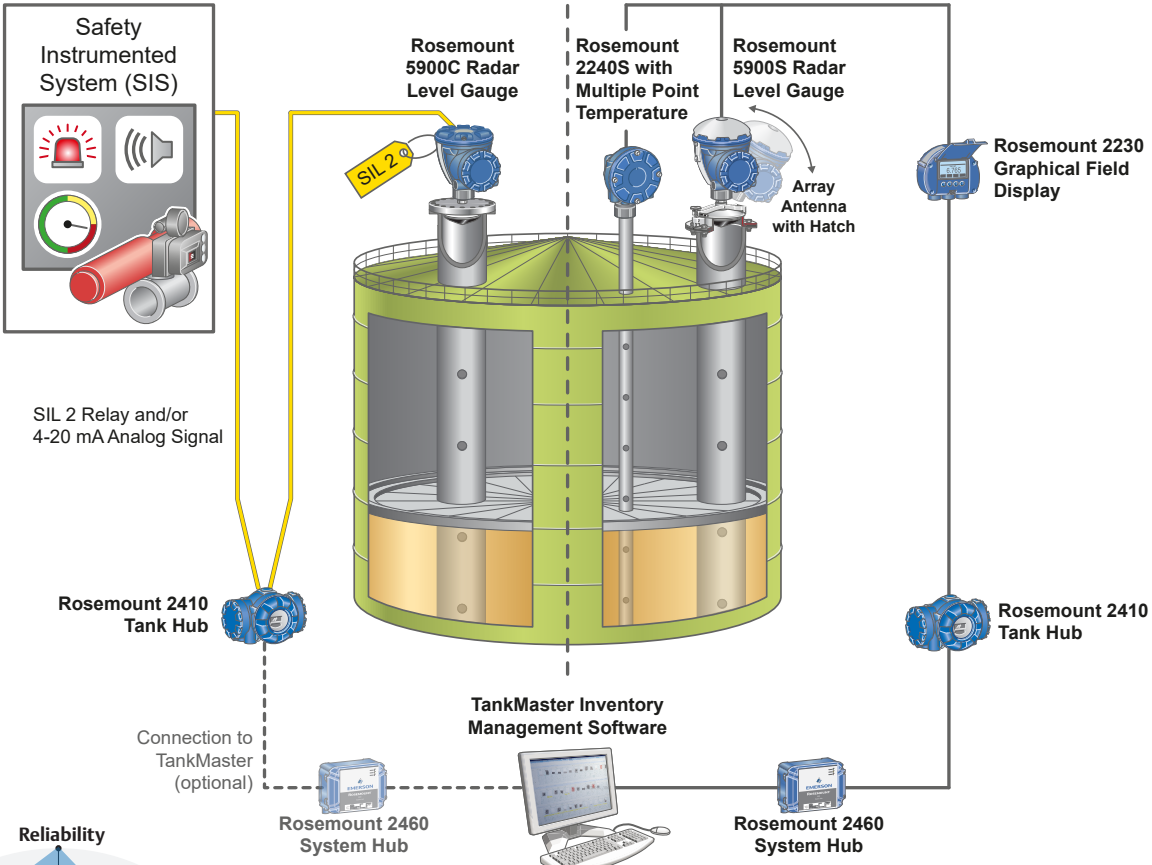 Safety
Instrumented
System (SIS)
Rosemount
5900C Radar
Level Gauge
Rosemount
2240S with
Multiple Point
Temperature
Rosemount
5900S Radar
Level Gauge
SIL 2
Array
Antenna
with Hatch
Rosemount 2230
Graphical Field
Display
SIL 2 Relay and/or
4-20 mA Analog Signal
Rosemount 2410
Tank Hub
Rosemount 2410
Tank Hub
TankMaster Inventory
Management Software
Connection to
TankMaster
(optional)
EMERSON
EMERSON
Rosemount 2460
System Hub
Rosemount 2460
System Hub
Reliability